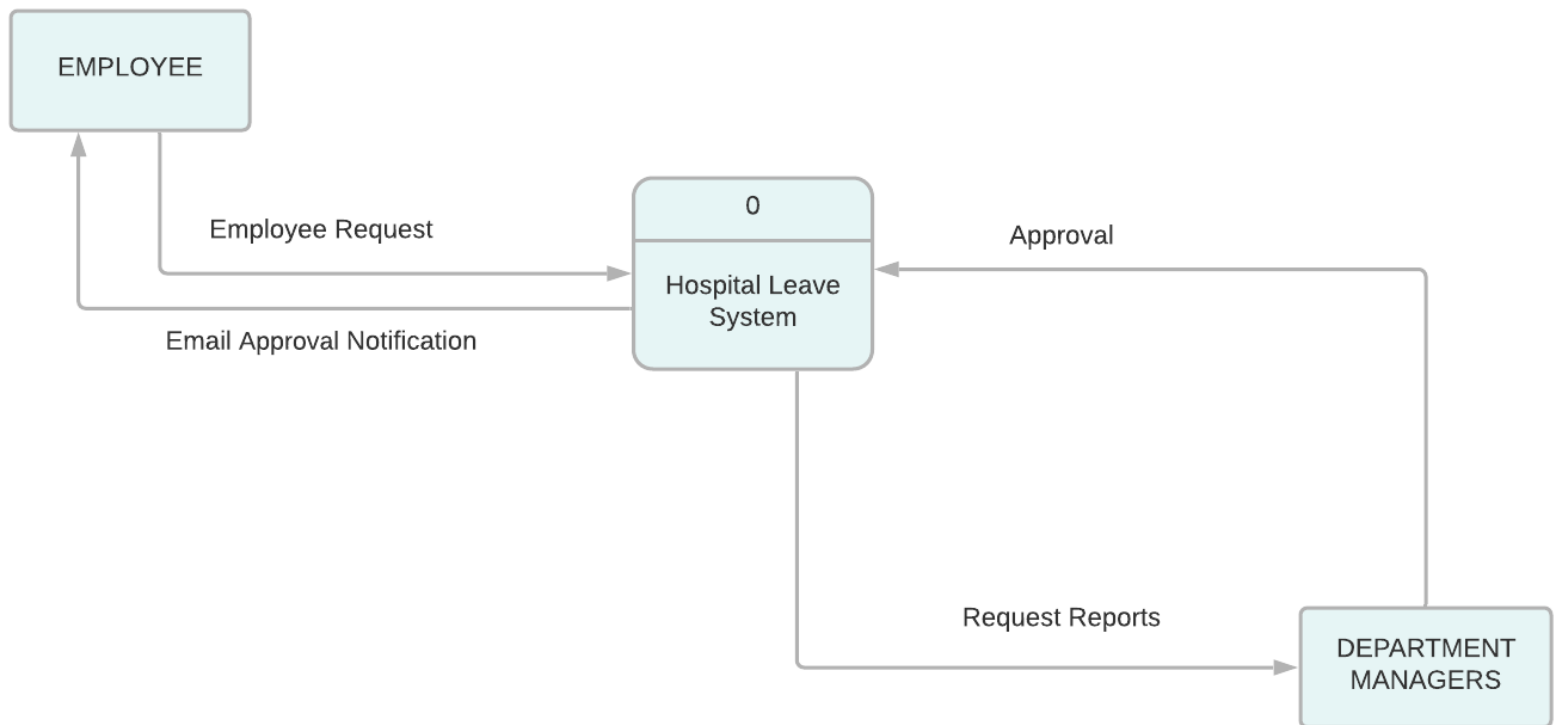 EMPLOYEE
0
Employee Request
Approval
Hospital Leave
System
Email Approval Notification
Request Reports
DEPARTMENT
MANAGERS